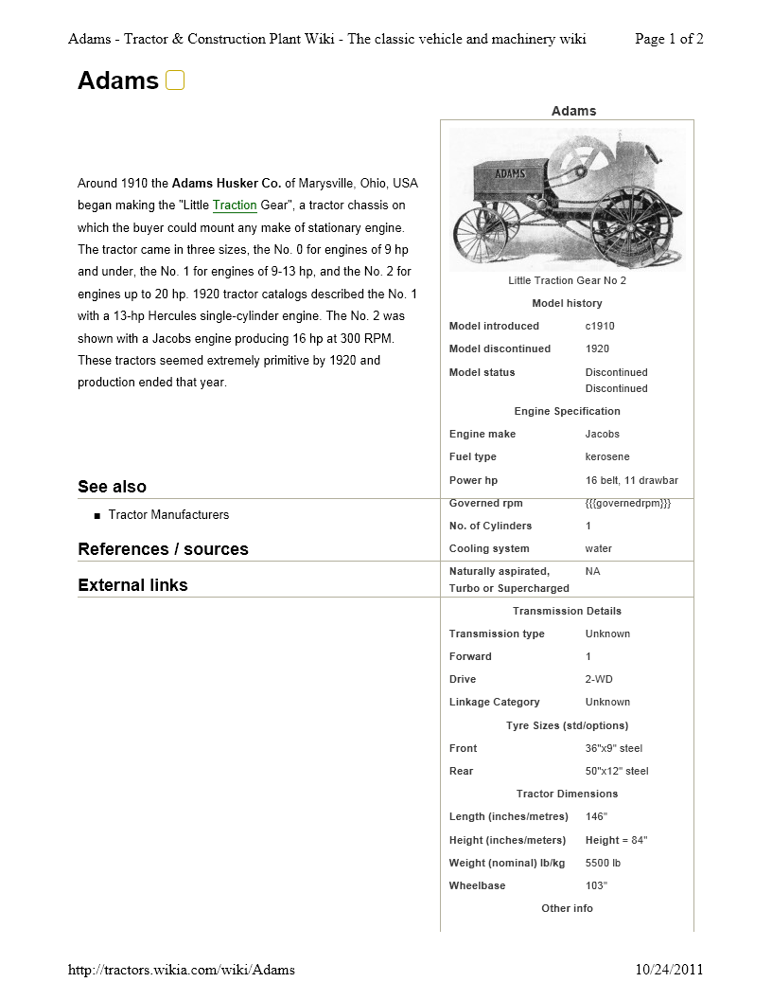 Adams - Tractor & Construction Plant Wiki - The classic vehicle and machinery wiki Page 1 of 2
Adams
Around 1910 the Adams Husker Co. of Marysville, Ohio, USA
began making the "Little Traction Gear", a tractor chassis on
which the buyer could mount any make of stationary engine.
The tractor came in three sizes, the No. 0 for engines of 9 hp
and under, the No. 1 for engines of 9-13 hp, and the No. 2 for
engines up to 20 hp. 1920 tractor catalogs described the No. 1
with a 13-hp Hercules single-cylinder engine. The No. 2 was
shown with a Jacobs engine producing 16 hp at 300 RPM.
These tractors seemed extremely primitive by 1920 and
production ended that year.
See also
■ Tractor Manufacturers
References / sources
External links
Adams
ADAMS
Little Traction Gear No 2
Model history
Model introduced c1910
Model discontinued 1920
Model status Discontinued
Discontinued
Engine Specification
Engine make Jacobs
Fuel type kerosene
Power hp 16 belt, 11 drawbar
Governed rpm {{{governedrpm}}}
No. of Cylinders 1
Cooling system water
Naturally aspirated, NA
Turbo or Supercharged
Transmission Details
Transmission type Unknown
Forward 1
Drive 2-WD
Linkage Category Unknown
Tyre Sizes (std/options)
Front 36"x9" steel
Rear 50"x12" steel
Tractor Dimensions
Length (inches/metres) 146"
Height (inches/meters) Height = 84"
Weight (nominal) lb/kg 5500 lb
Wheelbase 103"
Other info
http://tractors.wikia.com/wiki/Adams 10/24/2011